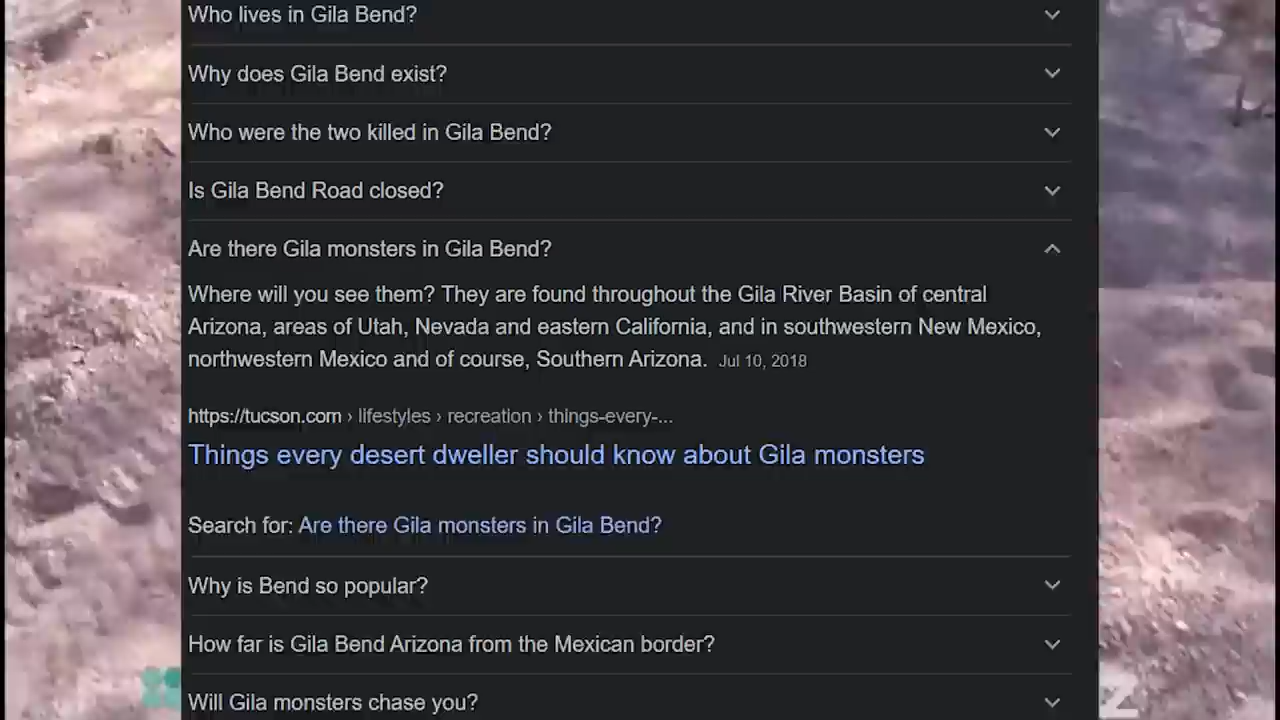 Who lives in Gila Bend?
Why does Gila Bend exist?
Who were the two killed in Gila Bend?
Is Gila Bend Road closed?
Are there Gila monsters in Gila Bend?
Where will you see them? They are found throughout the Gila River Basin of central
Arizona, areas of Utah, Nevada and eastern California, and in southwestern New Mexico,
northwestern Mexico and of course, Southern Arizona. Jul 10, 2018
https://tucson.com › lifestyles › recreation › things-every-...
Things every desert dweller should know about Gila monsters
Search for: Are there Gila monsters in Gila Bend?
Why is Bend so popular?
How far is Gila Bend Arizona from the Mexican border?
Will Gila monsters chase you?